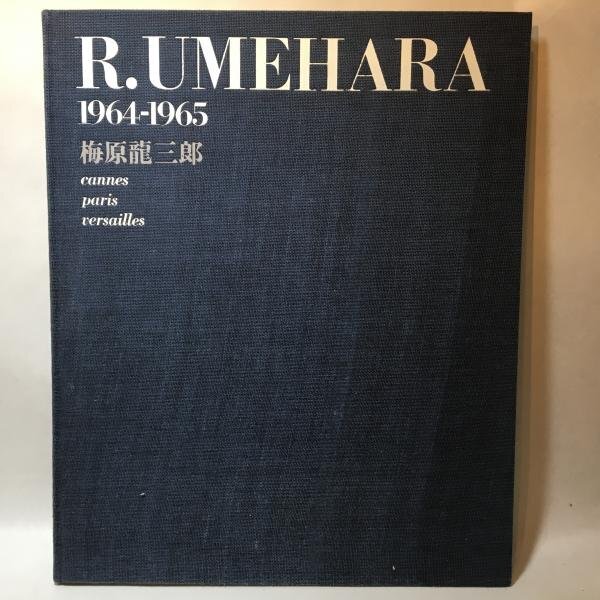 R.UMEHARA
1964-1965
梅原龍三郎
cannes
paris
versailles